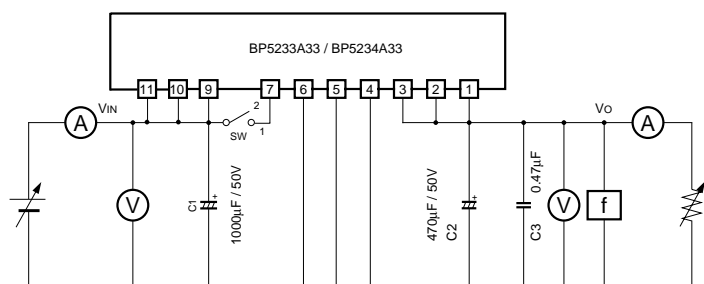 BP5233A33 / BP5234A33
11 10 9 7 6 5 4 3 2 1
VIN
2
1
SW
VO
A
A
V
C1
+
1000μF / 50V
470μF / 50V
+
C2
0.47μF
C3
V
f